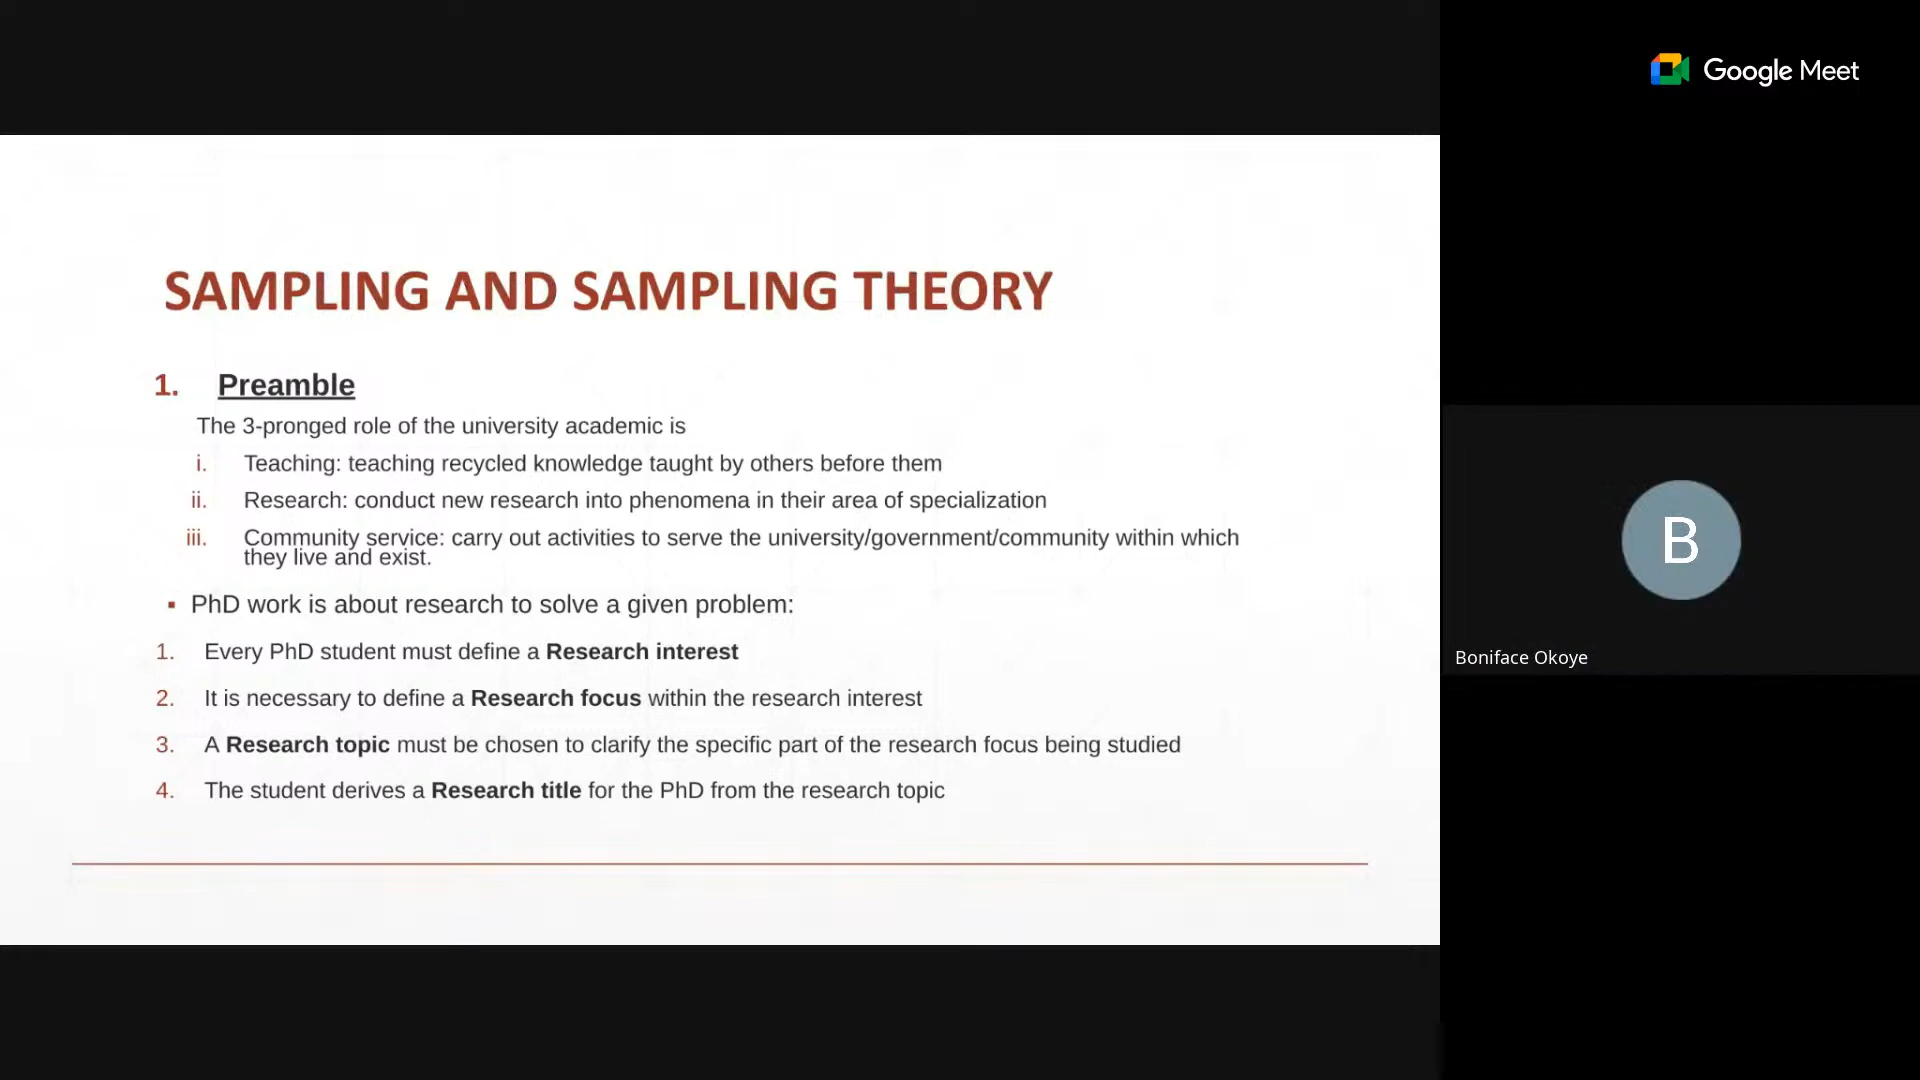 Google Meet
SAMPLING AND SAMPLING THEORY
1. Preamble
The 3-pronged role of the university academic is
i. Teaching: teaching recycled knowledge taught by others before them
ii. Research: conduct new research into phenomena in their area of specialization
iii. Community service: carry out activities to serve the university/government/community within which
they live and exist.
▪ PhD work is about research to solve a given problem:
1. Every PhD student must define a Research interest
2. It is necessary to define a Research focus within the research interest
3. A Research topic must be chosen to clarify the specific part of the research focus being studied
4. The student derives a Research title for the PhD from the research topic
B
Boniface Okoye